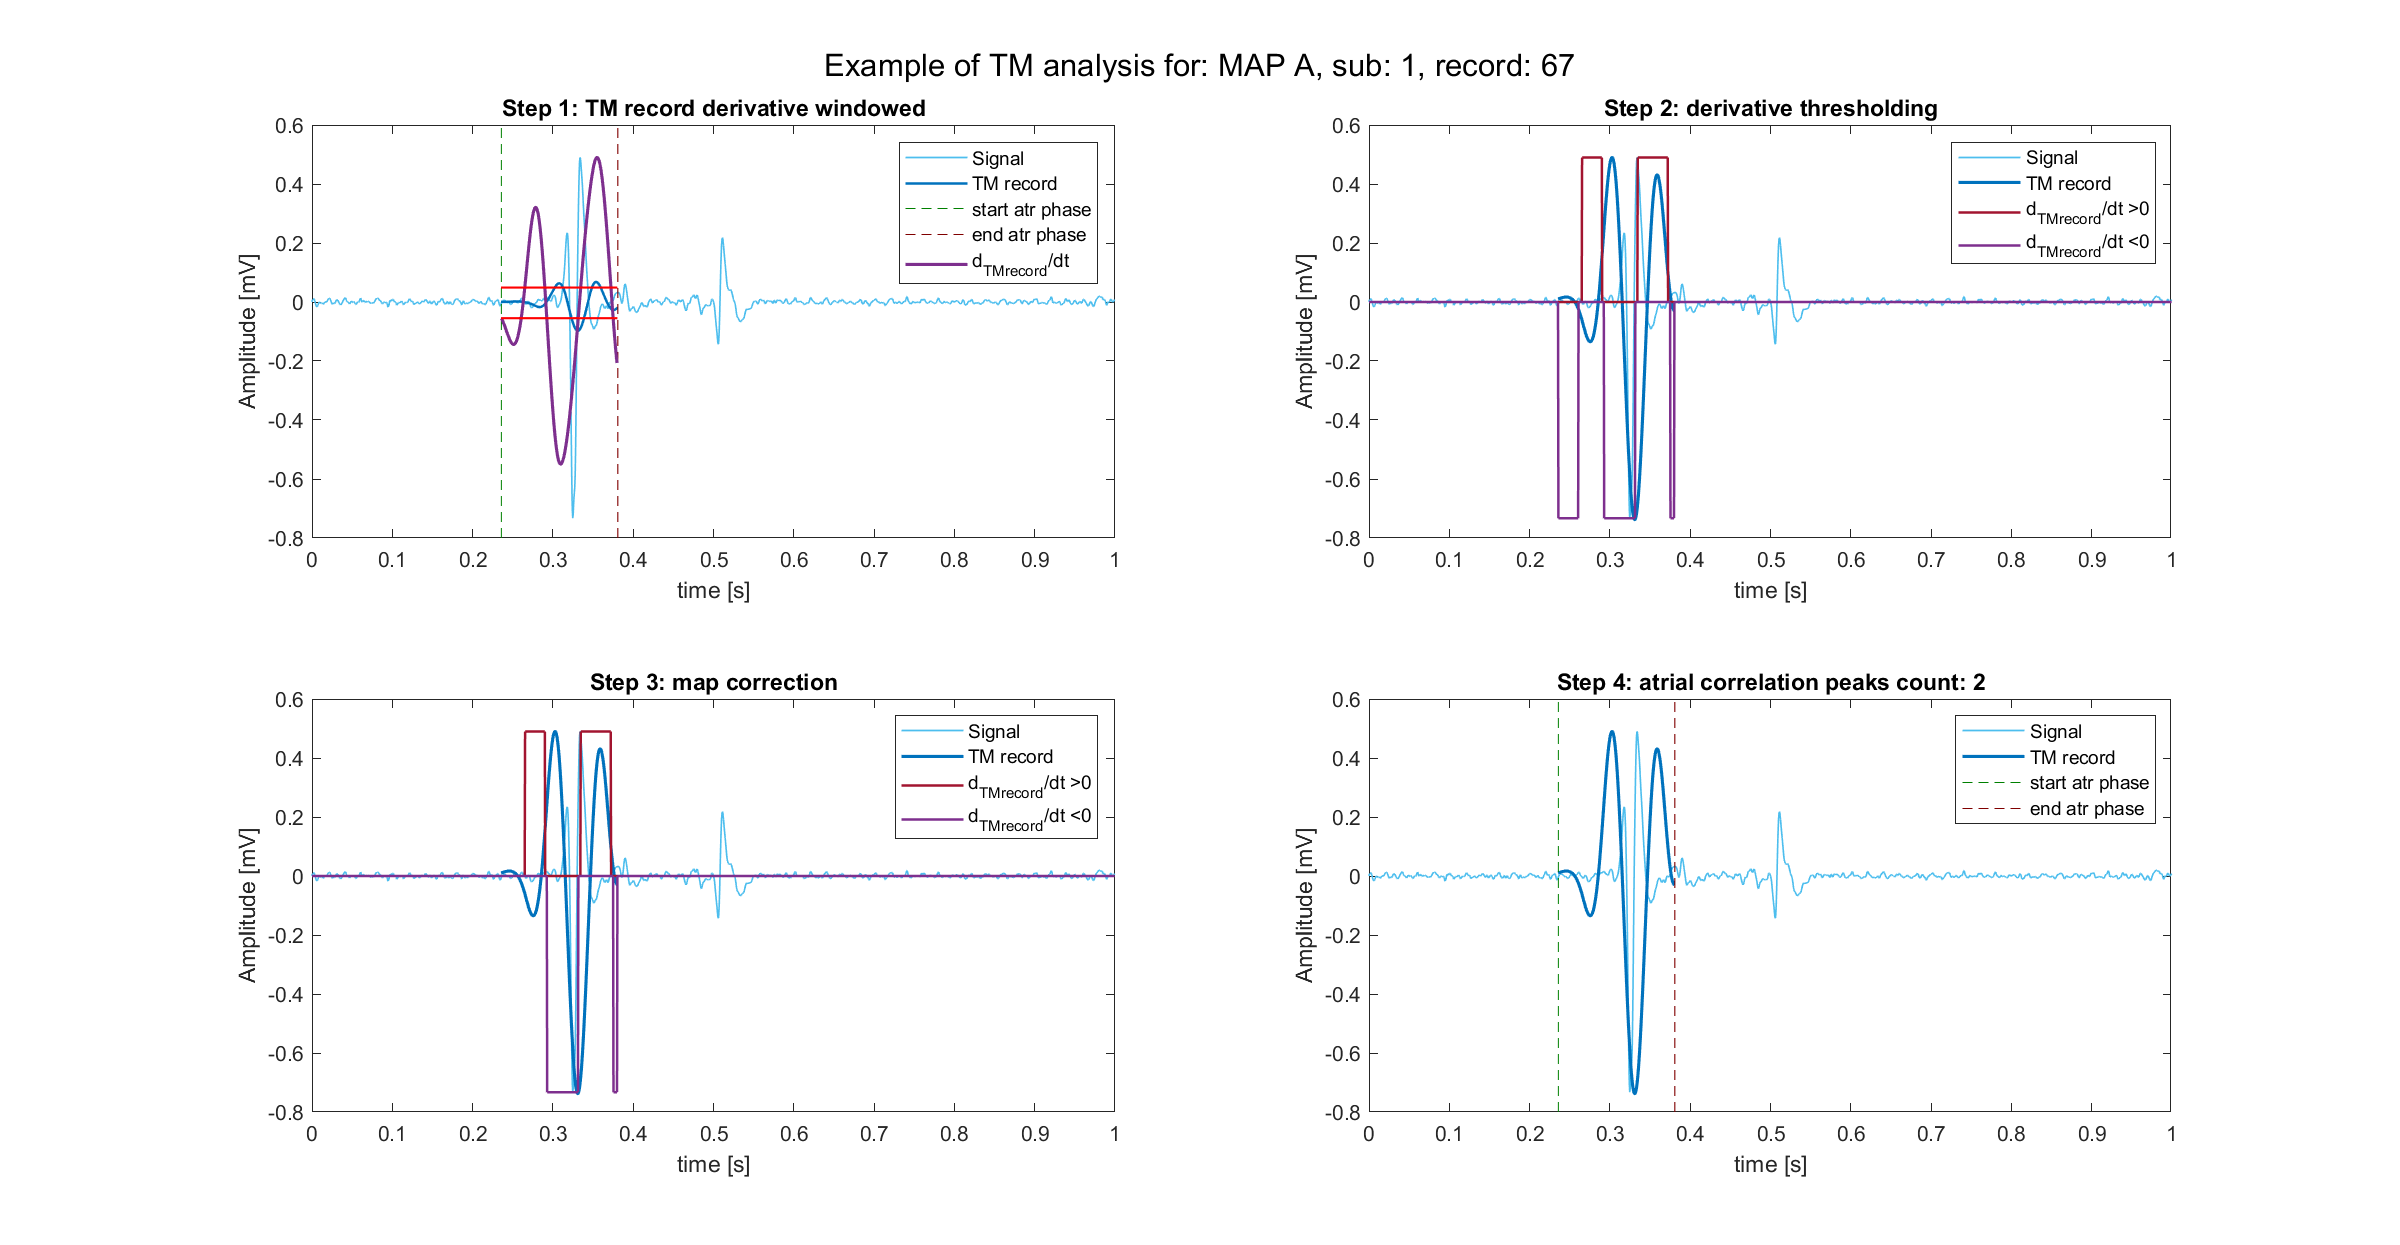 Example of TM analysis for: MAP A, sub: 1, record: 67
Step 1: TM record derivative windowed
0.6
0.4
0.2
0
-0.2
-0.4
-0.6
-0.8
Amplitude [mV]
0 0.1 0.2 0.3 0.4 0.5 0.6 0.7 0.8 0.9 1
time [s]
Signal
TM record
start atr phase
end atr phase
dTMrecord/dt
Step 2: derivative thresholding
0.6
0.4
0.2
0
-0.2
-0.4
-0.6
-0.8
Amplitude [mV]
0 0.1 0.2 0.3 0.4 0.5 0.6 0.7 0.8 0.9 1
time [s]
Signal
TM record
dTMrecord/dt >0
dTMrecord/dt <0
Step 3: map correction
0.6
0.4
0.2
0
-0.2
-0.4
-0.6
-0.8
Amplitude [mV]
0 0.1 0.2 0.3 0.4 0.5 0.6 0.7 0.8 0.9 1
time [s]
Signal
TM record
dTMrecord/dt >0
dTMrecord/dt <0
Step 4: atrial correlation peaks count: 2
0.6
0.4
0.2
0
-0.2
-0.4
-0.6
-0.8
Amplitude [mV]
0 0.1 0.2 0.3 0.4 0.5 0.6 0.7 0.8 0.9 1
time [s]
Signal
TM record
start atr phase
end atr phase